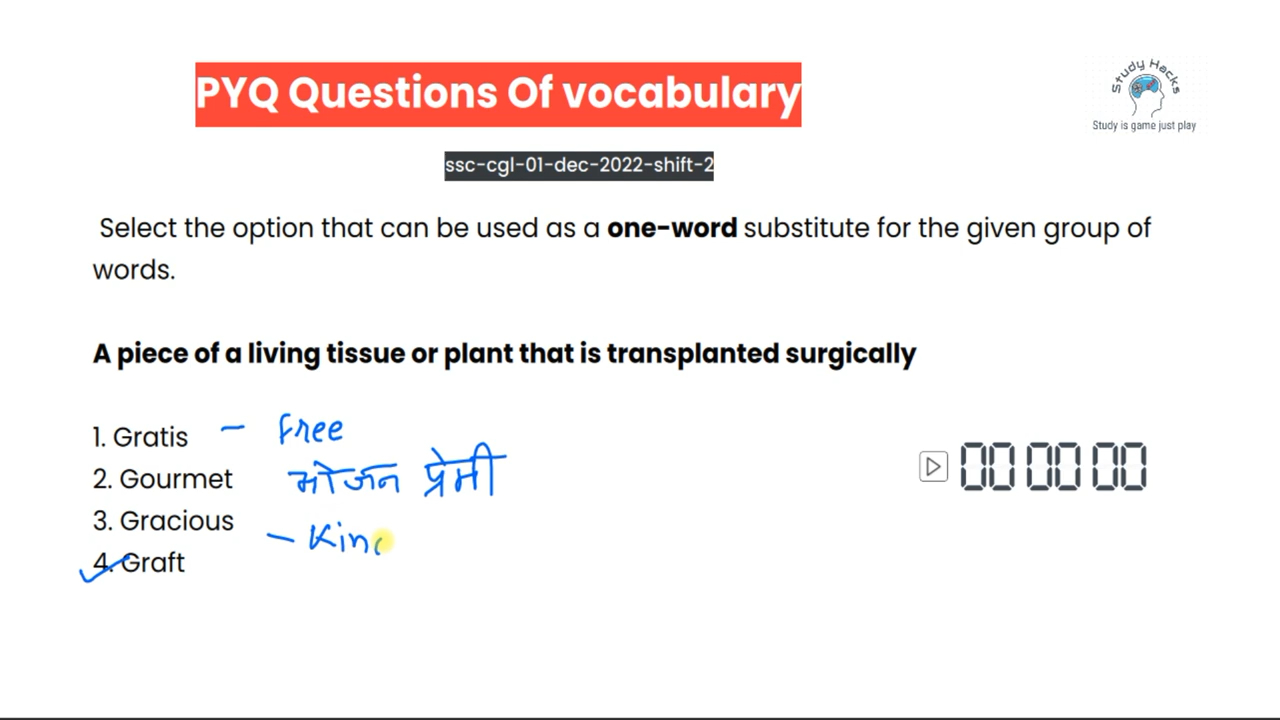 PYQ Questions Of vocabulary
Study Hacks
Study is game just play
ssc-cgl-01-dec-2022-shift-2
Select the option that can be used as a one-word substitute for the given group of
words.
A piece of a living tissue or plant that is transplanted surgically
1. Gratis - free
2. Gourmet भोजन प्रेमी
3. Gracious - Kin
4. Graft
00 00 00